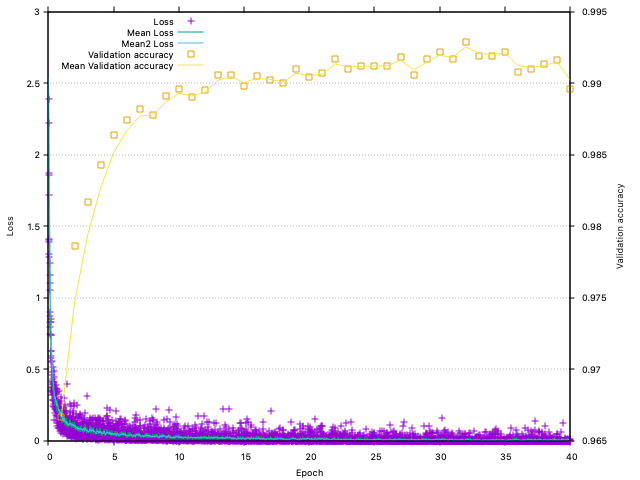 Loss
Mean Loss
Mean2 Loss
Validation accuracy
Mean Validation accuracy
3
2.5
2
1.5
1
0.5
0
0.995
0.99
0.985
0.98
0.975
0.97
0.965
Loss
Validation accuracy
0 5 10 15 20 25 30 35 40
Epoch